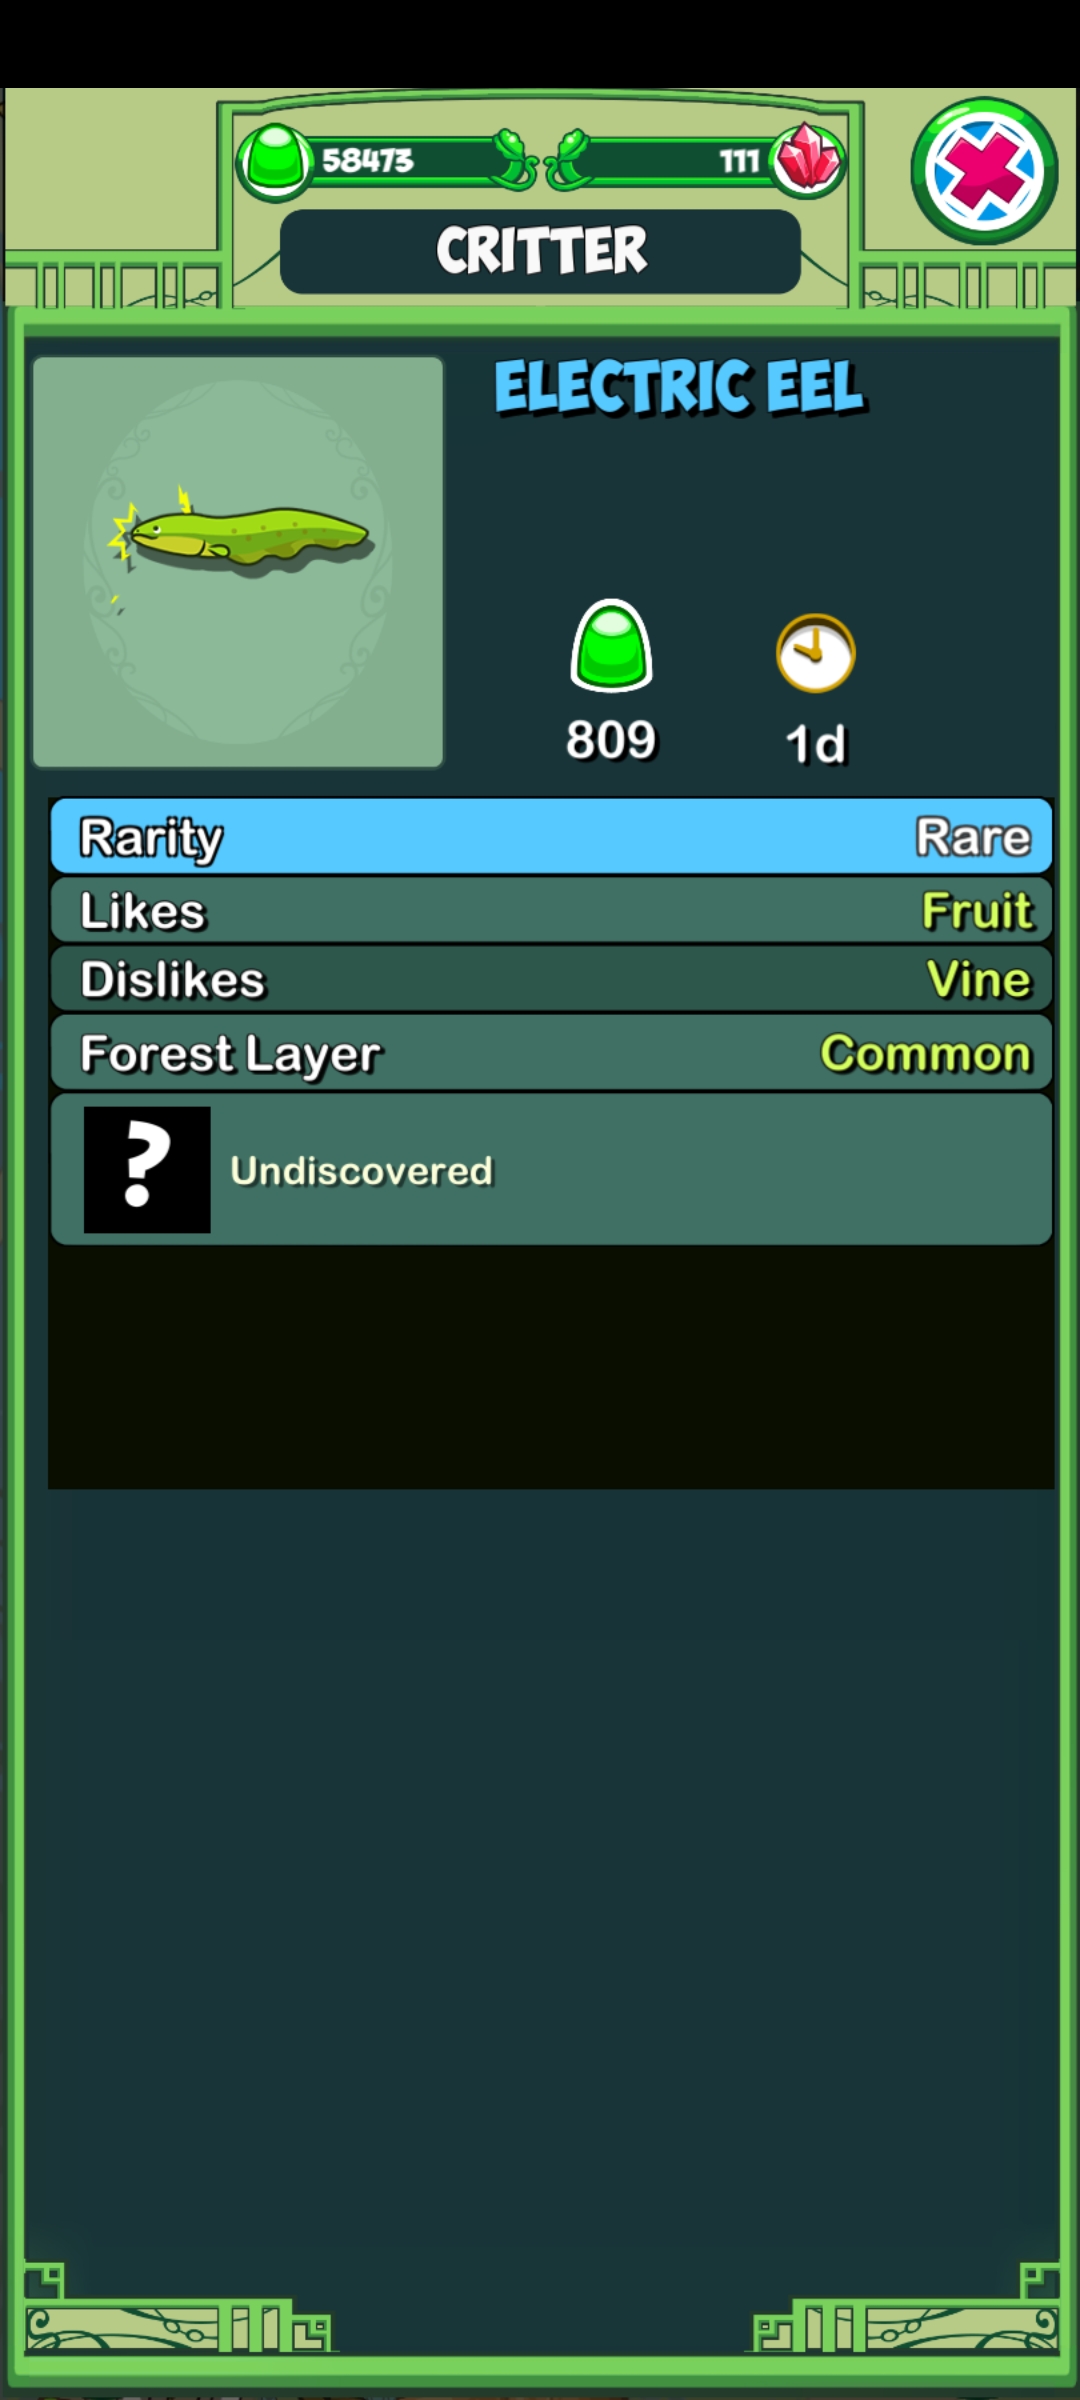 58473
111
CRITTER
ELECTRIC EEL
809
1d
Rarity Rare
Likes Fruit
Dislikes Vine
Forest Layer Common
?
Undiscovered